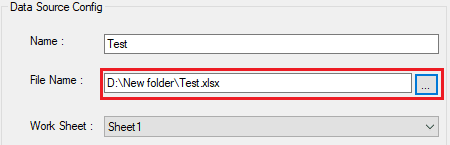 Data Source Config
Name : Test
File Name : D:\New folder\Test.xlsx ...
Work Sheet : Sheet1